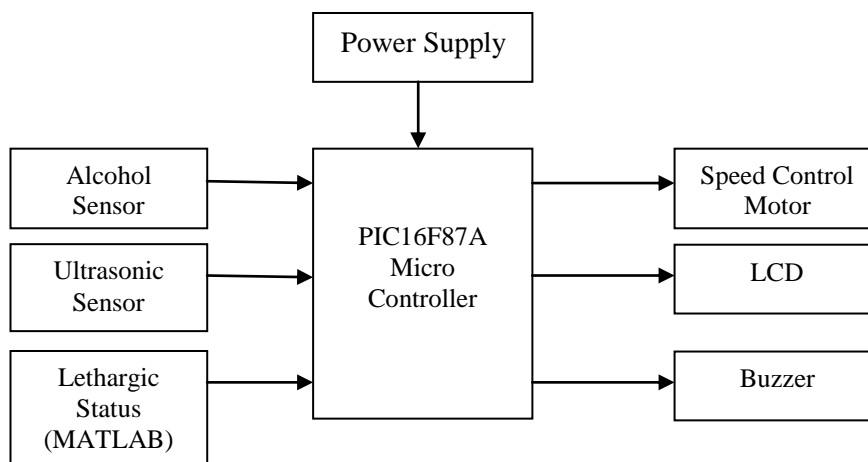 Power Supply
Alcohol
Sensor
Ultrasonic
Sensor
Lethargic
Status
(MATLAB)
PIC16F87A
Micro
Controller
Speed Control
Motor
LCD
Buzzer